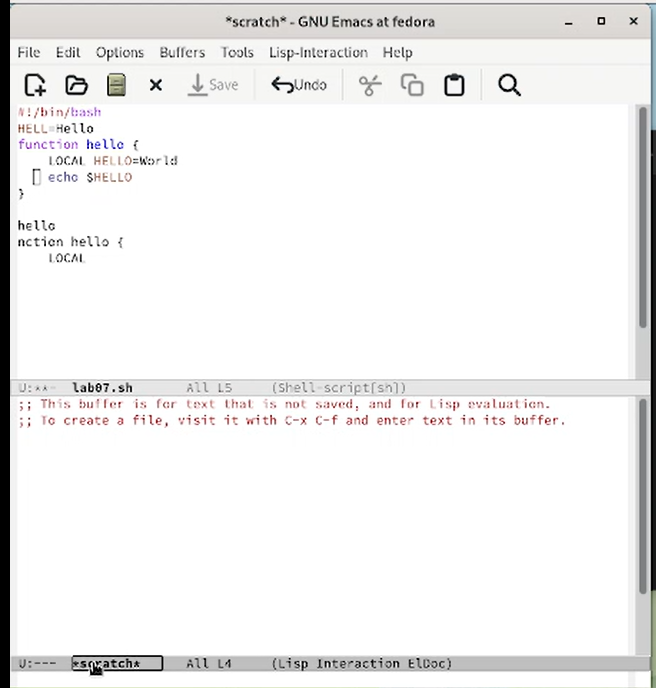 *scratch* - GNU Emacs at fedora
File Edit Options Buffers Tools Lisp-Interaction Help
Save Undo
#!/bin/bash
HELL=Hello
function hello {
    LOCAL HELLO=World
    echo $HELLO
}
hello
nction hello {
    LOCAL
U:**- lab07.sh All L5 (Shell-script[sh])
;; This buffer is for text that is not saved, and for Lisp evaluation.
;; To create a file, visit it with C-x C-f and enter text in its buffer.
U:--- *scratch* All L4 (Lisp Interaction ElDoc)